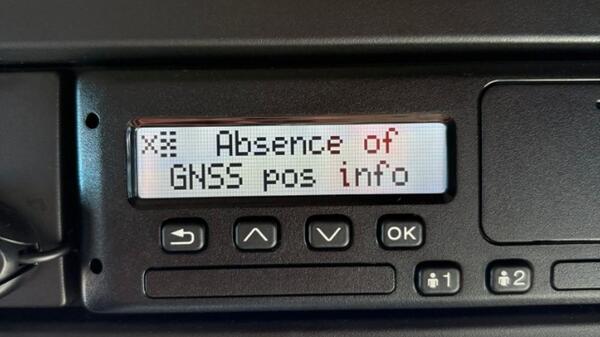 X Absence of
GNSS pos info
OK
1
2